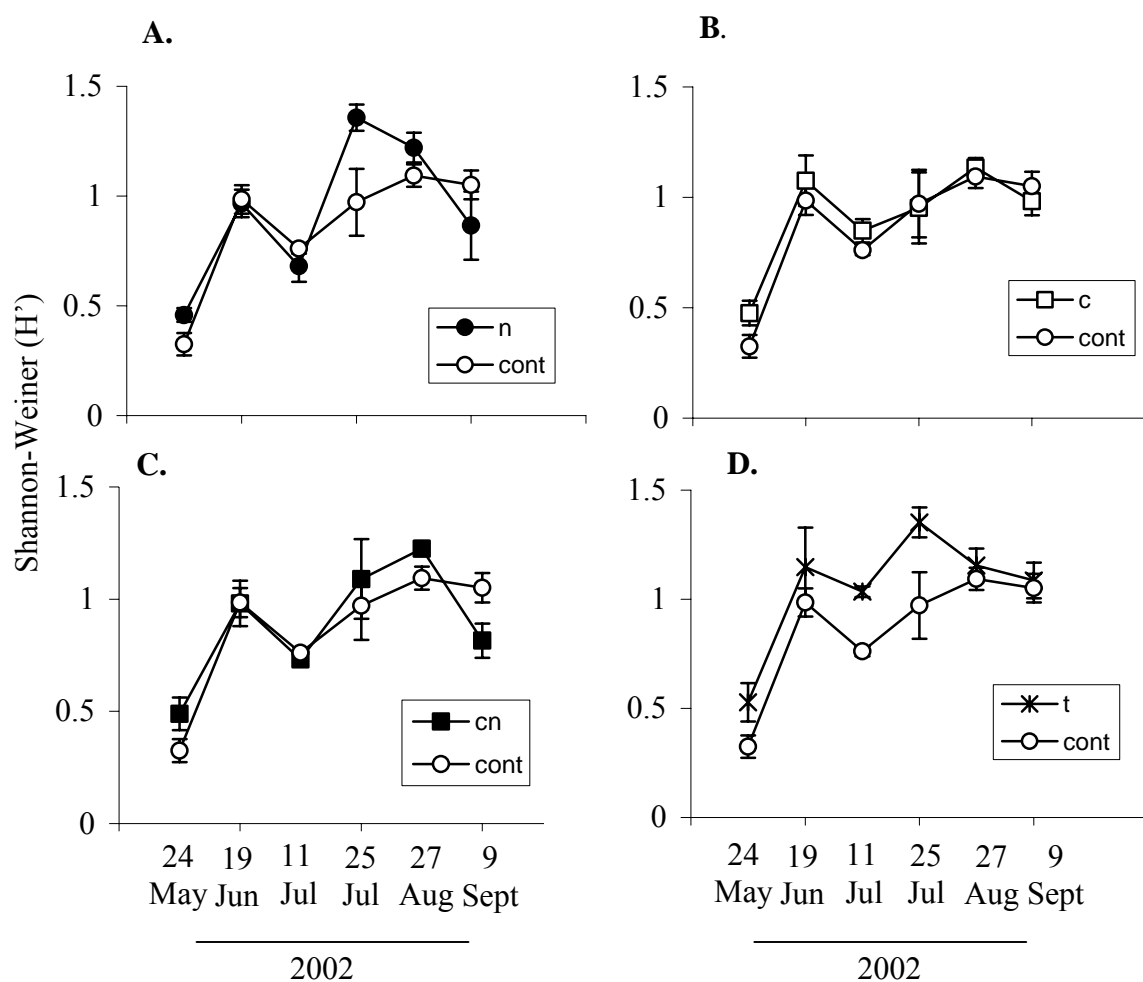 A.
1.5
1
0.5
0
n
cont
B.
1.5
1
0.5
0
c
cont
Shannon-Weiner (H’)
C.
1.5
1
0.5
0
cn
cont
24 19 11 25 27 9
May Jun Jul Jul Aug Sept
2002
D.
1.5
1
0.5
0
t
cont
24 19 11 25 27 9
May Jun Jul Jul Aug Sept
2002